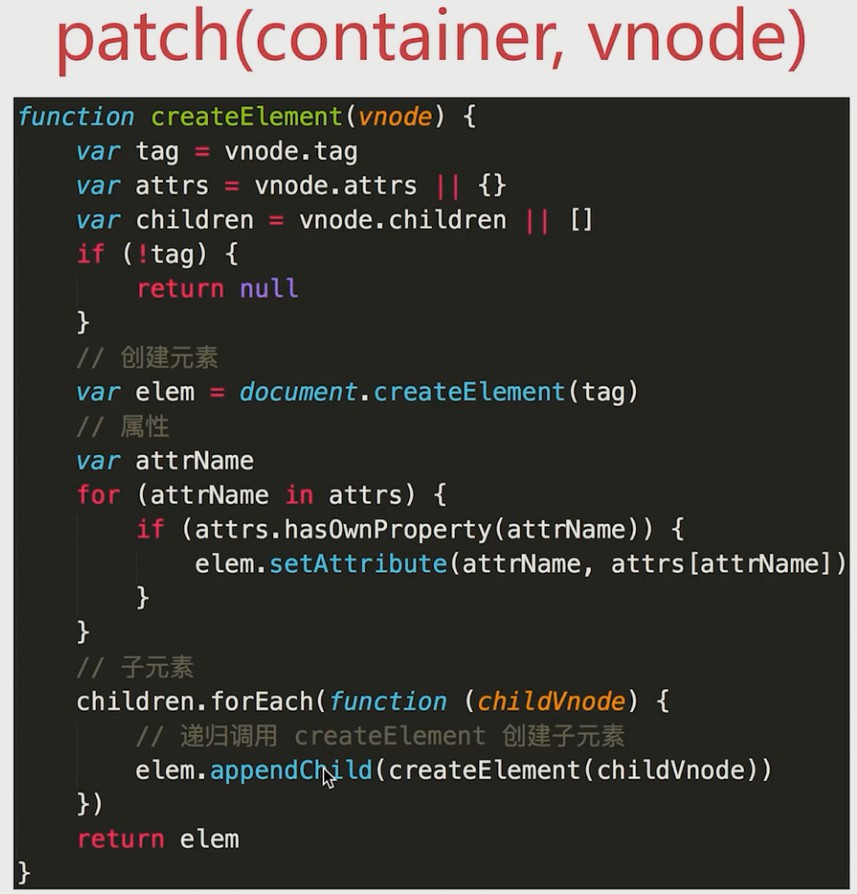 patch(container, vnode)
function createElement(vnode) {
    var tag = vnode.tag
    var attrs = vnode.attrs || {}
    var children = vnode.children || []
    if (!tag) {
        return null
    }
    // 创建元素
    var elem = document.createElement(tag)
    // 属性
    var attrName
    for (attrName in attrs) {
        if (attrs.hasOwnProperty(attrName)) {
            elem.setAttribute(attrName, attrs[attrName])
        }
    }
    // 子元素
    children.forEach(function (childVnode) {
        // 递归调用 createElement 创建子元素
        elem.appendChild(createElement(childVnode))
    })
    return elem
}